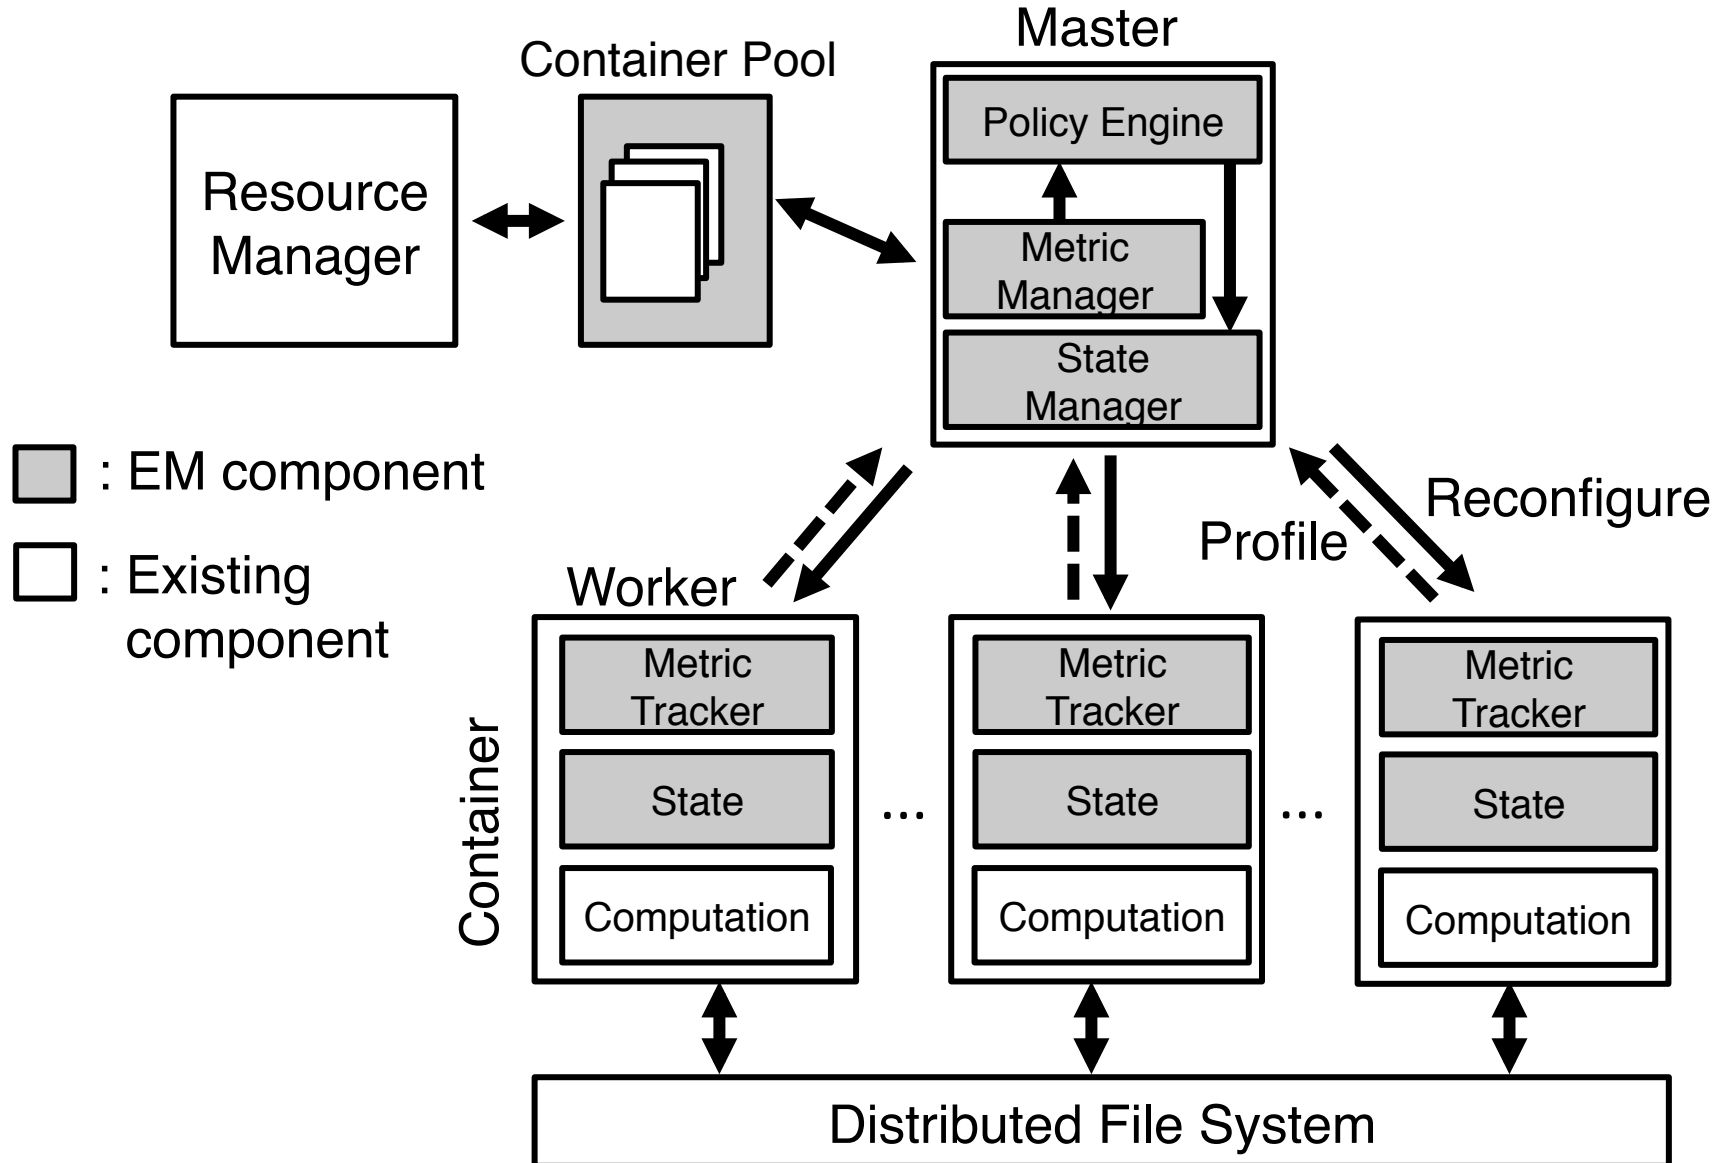 Master
Container Pool
Policy Engine
Resource
Manager
Metric
Manager
State
Manager
: EM component
: Existing
component
Reconfigure
Profile
Worker
Container
Metric
Tracker
State
Computation
...
Metric
Tracker
State
Computation
...
Metric
Tracker
State
Computation
Distributed File System